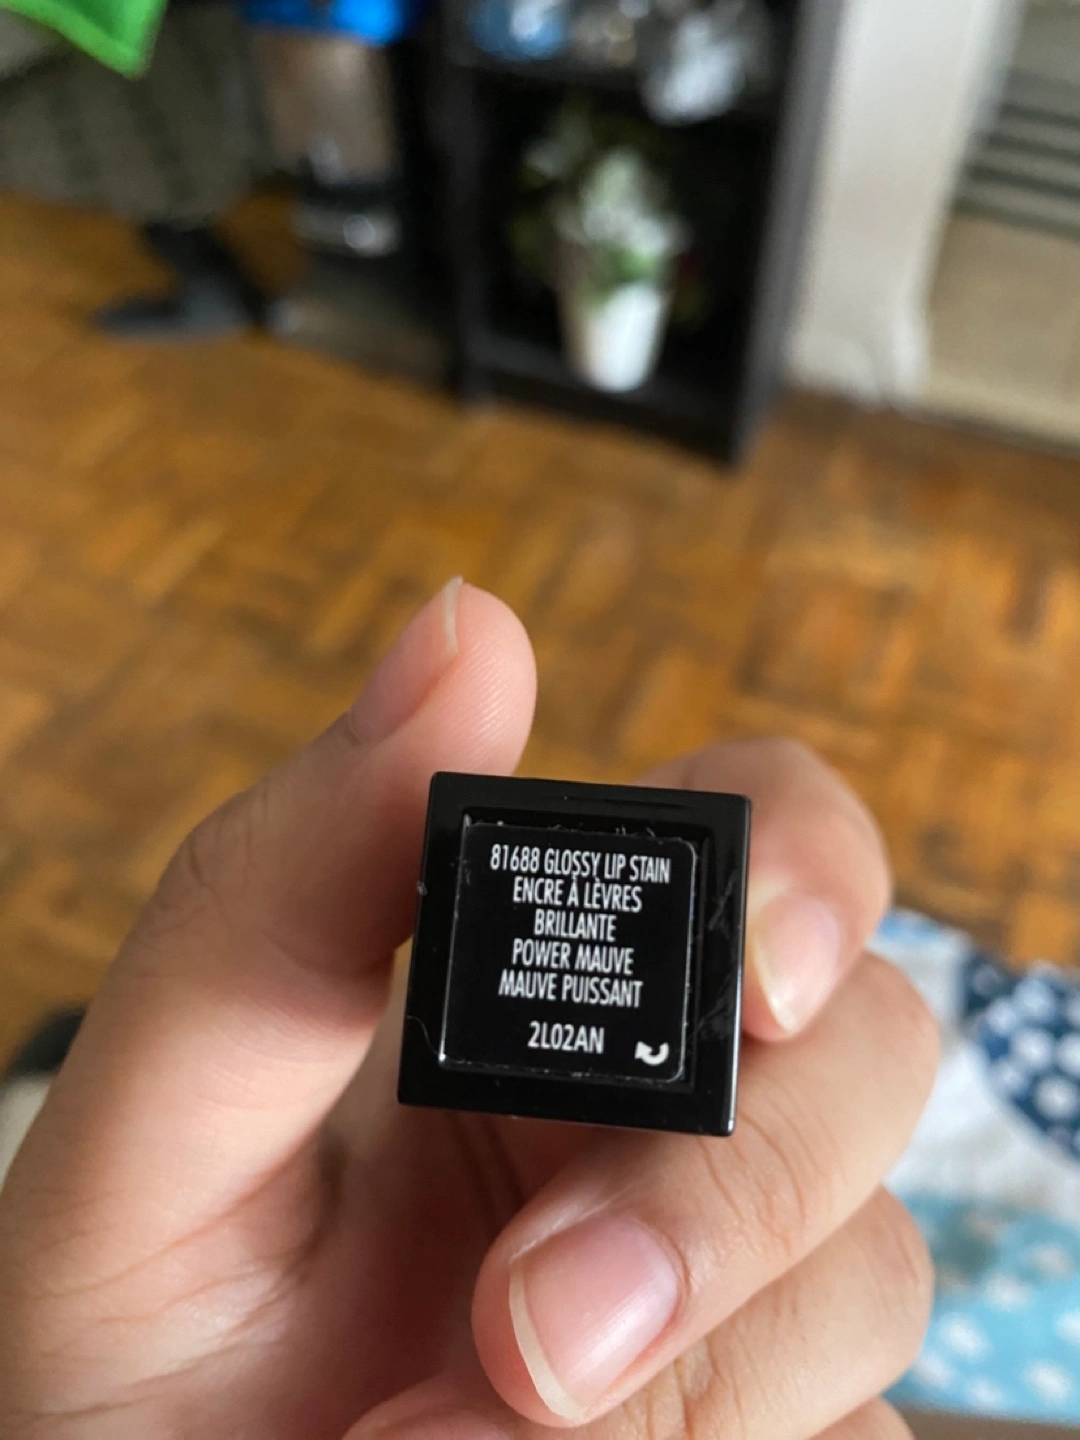 81688 GLOSSY LIP STAIN
ENCRE À LÈVRES
BRILLANTE
POWER MAUVE
MAUVE PUISSANT
2L02AN